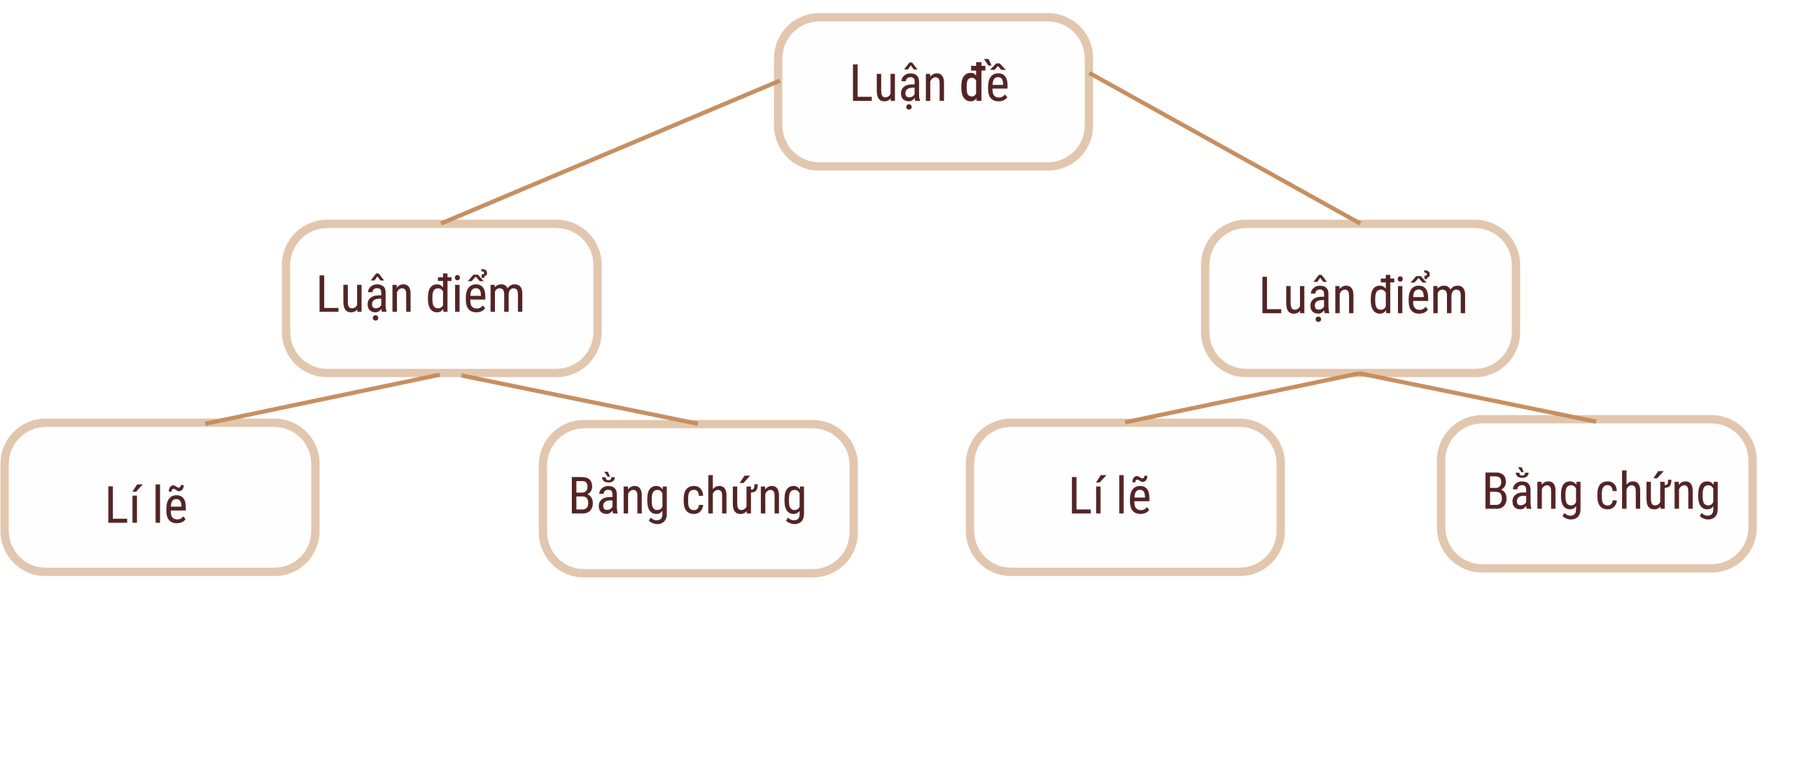 Luận đề
Luận điểm
Luận điểm
Lí lẽ
Bằng chứng
Lí lẽ
Bằng chứng